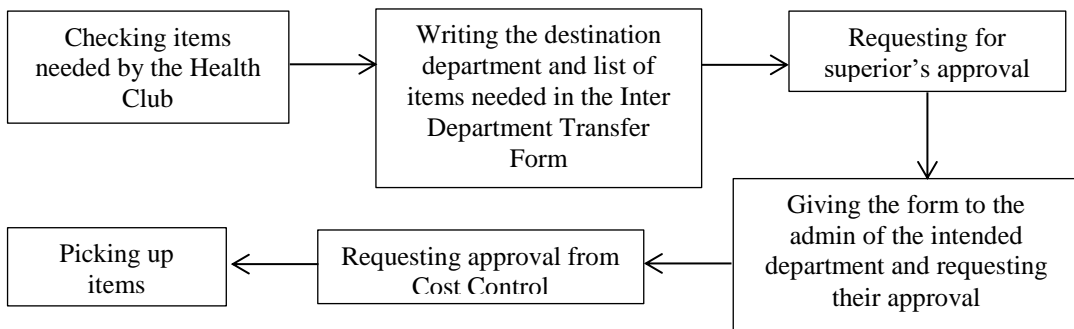 Checking items
needed by the Health
Club
Writing the destination
department and list of
items needed in the Inter
Department Transfer
Form
Requesting for
superior’s approval
Giving the form to the
admin of the intended
department and requesting
their approval
Requesting approval from
Cost Control
Picking up
items